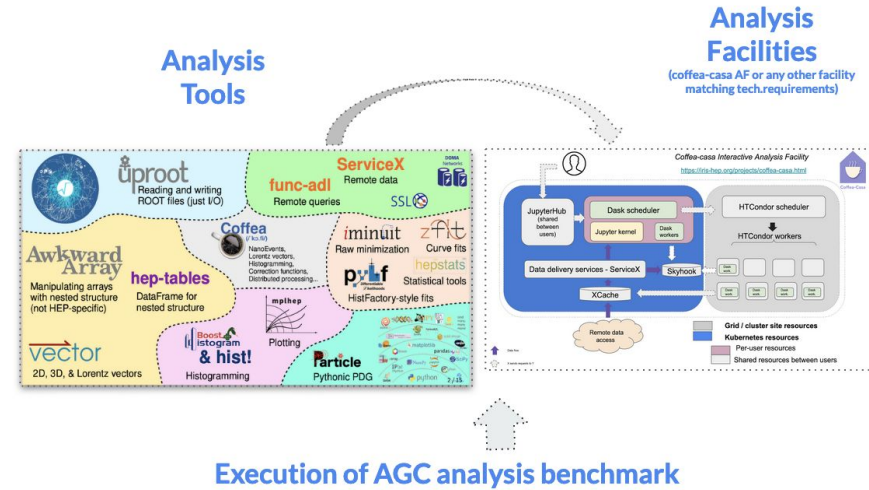 Analysis
Tools
Analysis
Facilities
(coffea-casa AF or any other facility
matching tech.requirements)
uproot
Reading and writing
ROOT files (just I/O)
ServiceX
Remote data
func-adl
Remote queries
SSL
Awkward
Array
Manipulating arrays
with nested structure
(not HEP-specific)
hep-tables
DataFrame for
nested structure
vector
2D, 3D, & Lorentz vectors
Coffea
NanoEvents,
Lorentz vectors,
Histogramming,
Correction functions,
Distributed processing...
iminuit
Raw minimization
zfit
Curve fits
hepstats
Statistical tools
pyhf
HistFactory-style fits
mplhep
Plotting
Boost
Histogram
& hist!
Histogramming
Particle
Pythonic PDG
python
2 / 15
Coffea-casa Interactive Analysis Facility
https://iris-hep.org/projects/coffea-casa.html
Coffea-Casa
JupyterHub
(shared
between
users)
Dask scheduler
Jupyter kernel
Dask
workers
HTCondor scheduler
HTCondor workers
Data delivery services - ServiceX
Skyhook
XCache
Remote data
access
Grid / cluster site resources
Kubernetes resources
Per-user resources
Shared resources between users
Execution of AGC analysis benchmark